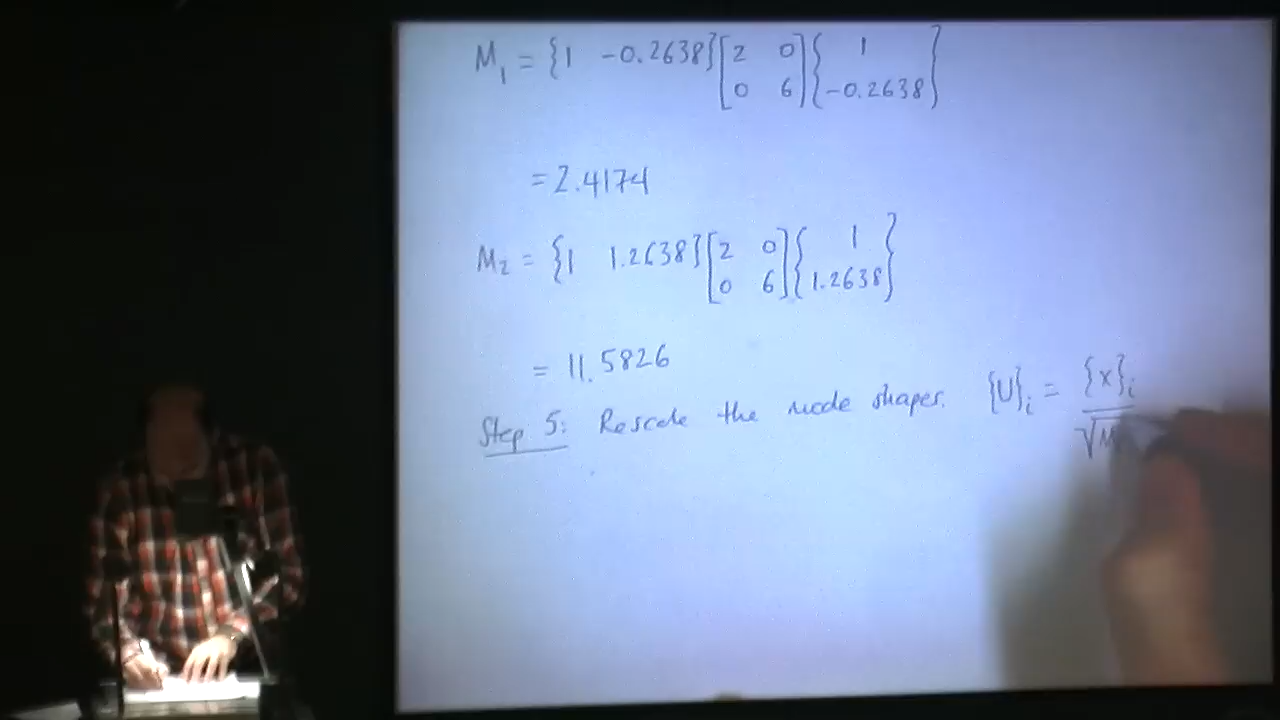 M₁ = {1 -0.2638}[2 0; 0 6]{1; -0.2638}
= 2.4174
M₂ = {1 1.2638}[2 0; 0 6]{1; 1.2638}
= 11.5826
Step 5: Rescale the mode shapes. {U}ᵢ = {x}ᵢ / √M